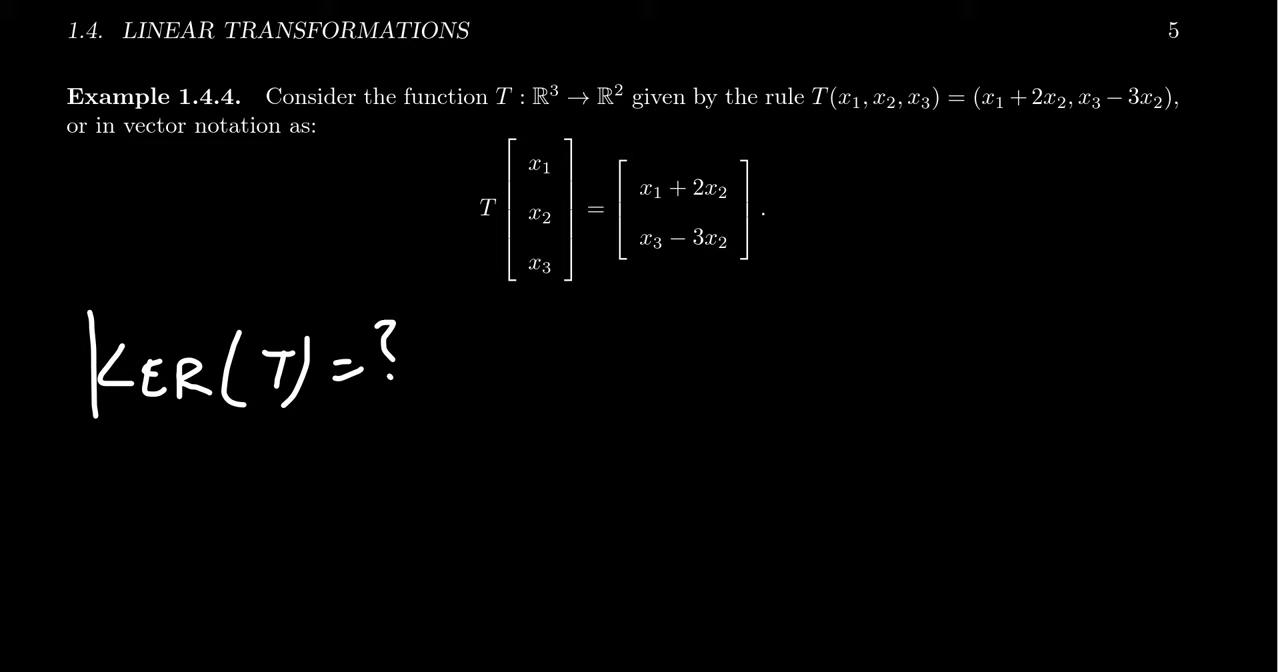 1.4. LINEAR TRANSFORMATIONS 5
Example 1.4.4. Consider the function T : ℝ³ → ℝ² given by the rule T(x₁, x₂, x₃) = (x₁ + 2x₂, x₃ − 3x₂),
or in vector notation as:
T [ x₁ x₂ x₃ ] = [ x₁ + 2x₂ x₃ − 3x₂ ] .
KER(T) = ?